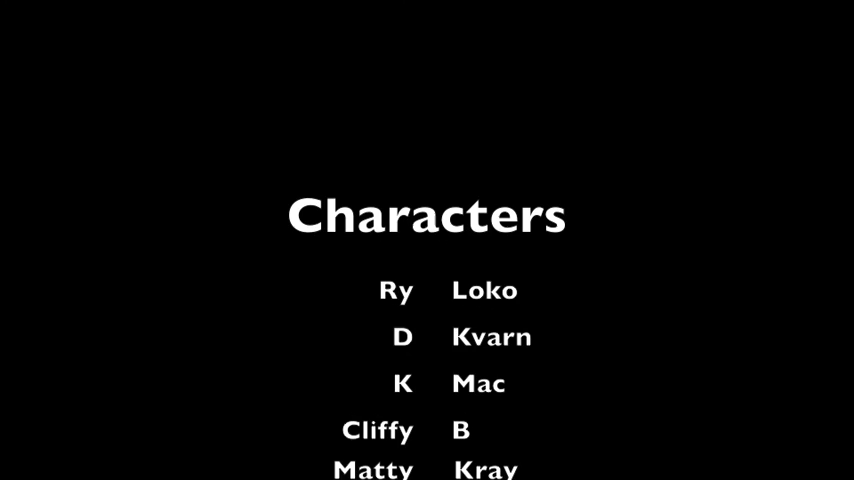 Characters
Ry Loko
D Kvarn
K Mac
Cliffy B
Matty Kray